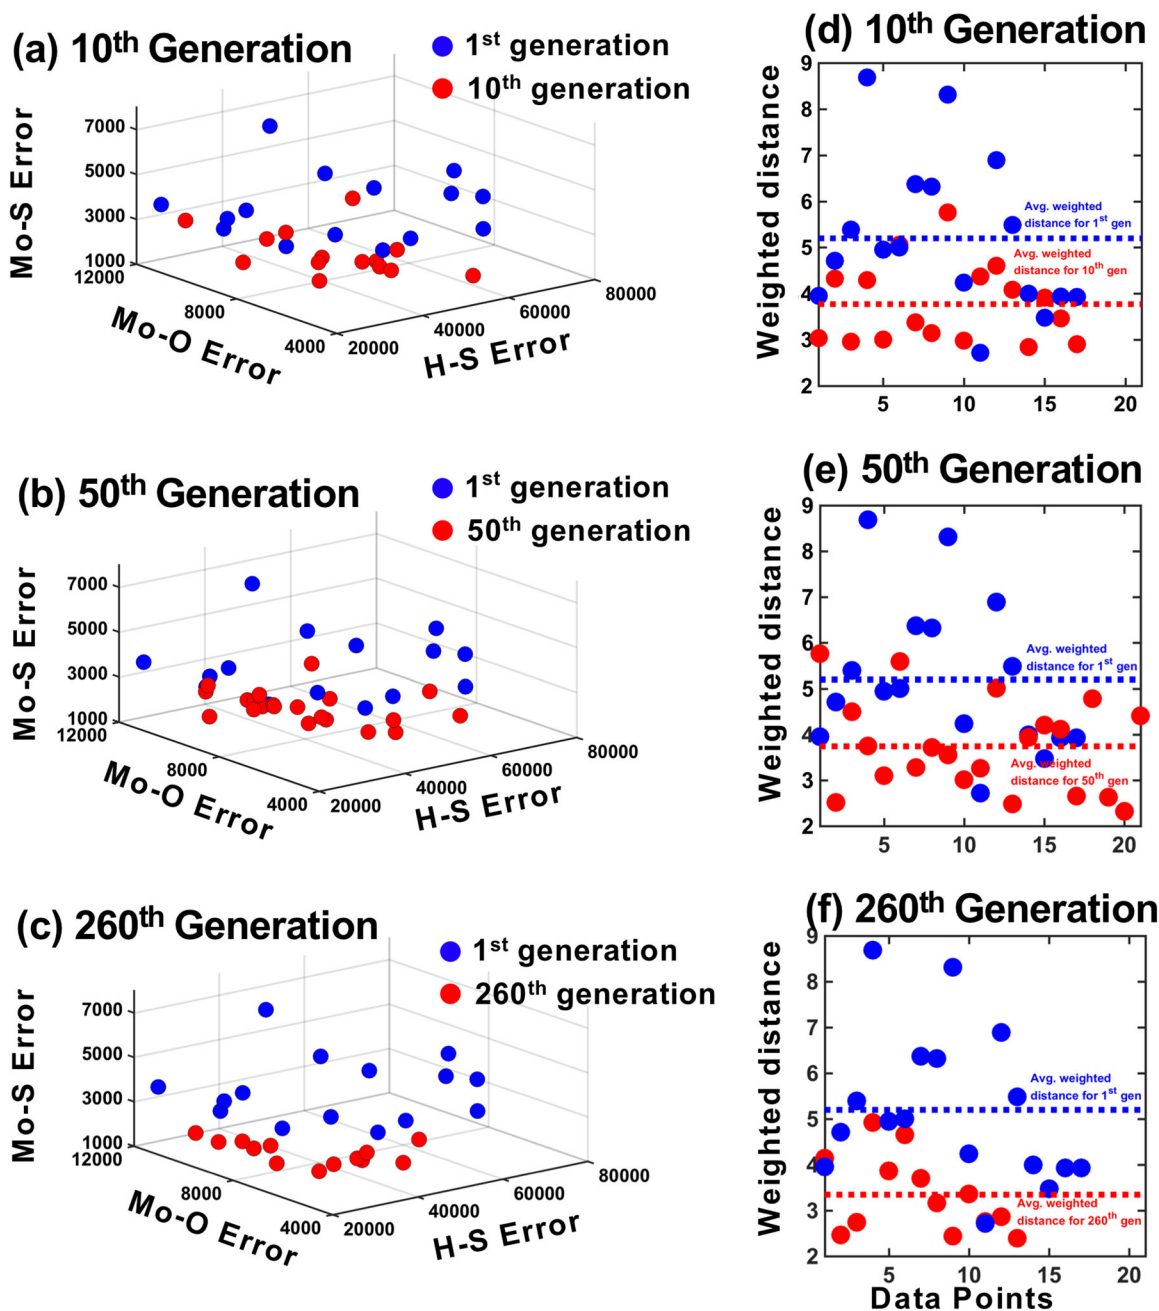 (a) 10th Generation
1st generation
10th generation
Mo-S Error
7000
5000
3000
1000
12000
8000
4000
Mo-O Error
20000
40000
60000
80000
H-S Error
(d) 10th Generation
Weighted distance
9
8
7
6
5
4
3
2
Avg. weighted
distance for 1st gen
Avg. weighted
distance for 10th gen
5
10
15
20
(b) 50th Generation
1st generation
50th generation
Mo-S Error
7000
5000
3000
1000
12000
8000
4000
Mo-O Error
20000
40000
60000
80000
H-S Error
(e) 50th Generation
Weighted distance
9
8
7
6
5
4
3
2
Avg. weighted
distance for 1st gen
Avg. weighted
distance for 50th gen
5
10
15
20
(c) 260th Generation
1st generation
260th generation
Mo-S Error
7000
5000
3000
1000
12000
8000
4000
Mo-O Error
20000
40000
60000
80000
H-S Error
(f) 260th Generation
Weighted distance
9
8
7
6
5
4
3
2
Avg. weighted
distance for 1st gen
Avg. weighted
distance for 260th gen
5
10
15
20
Data Points